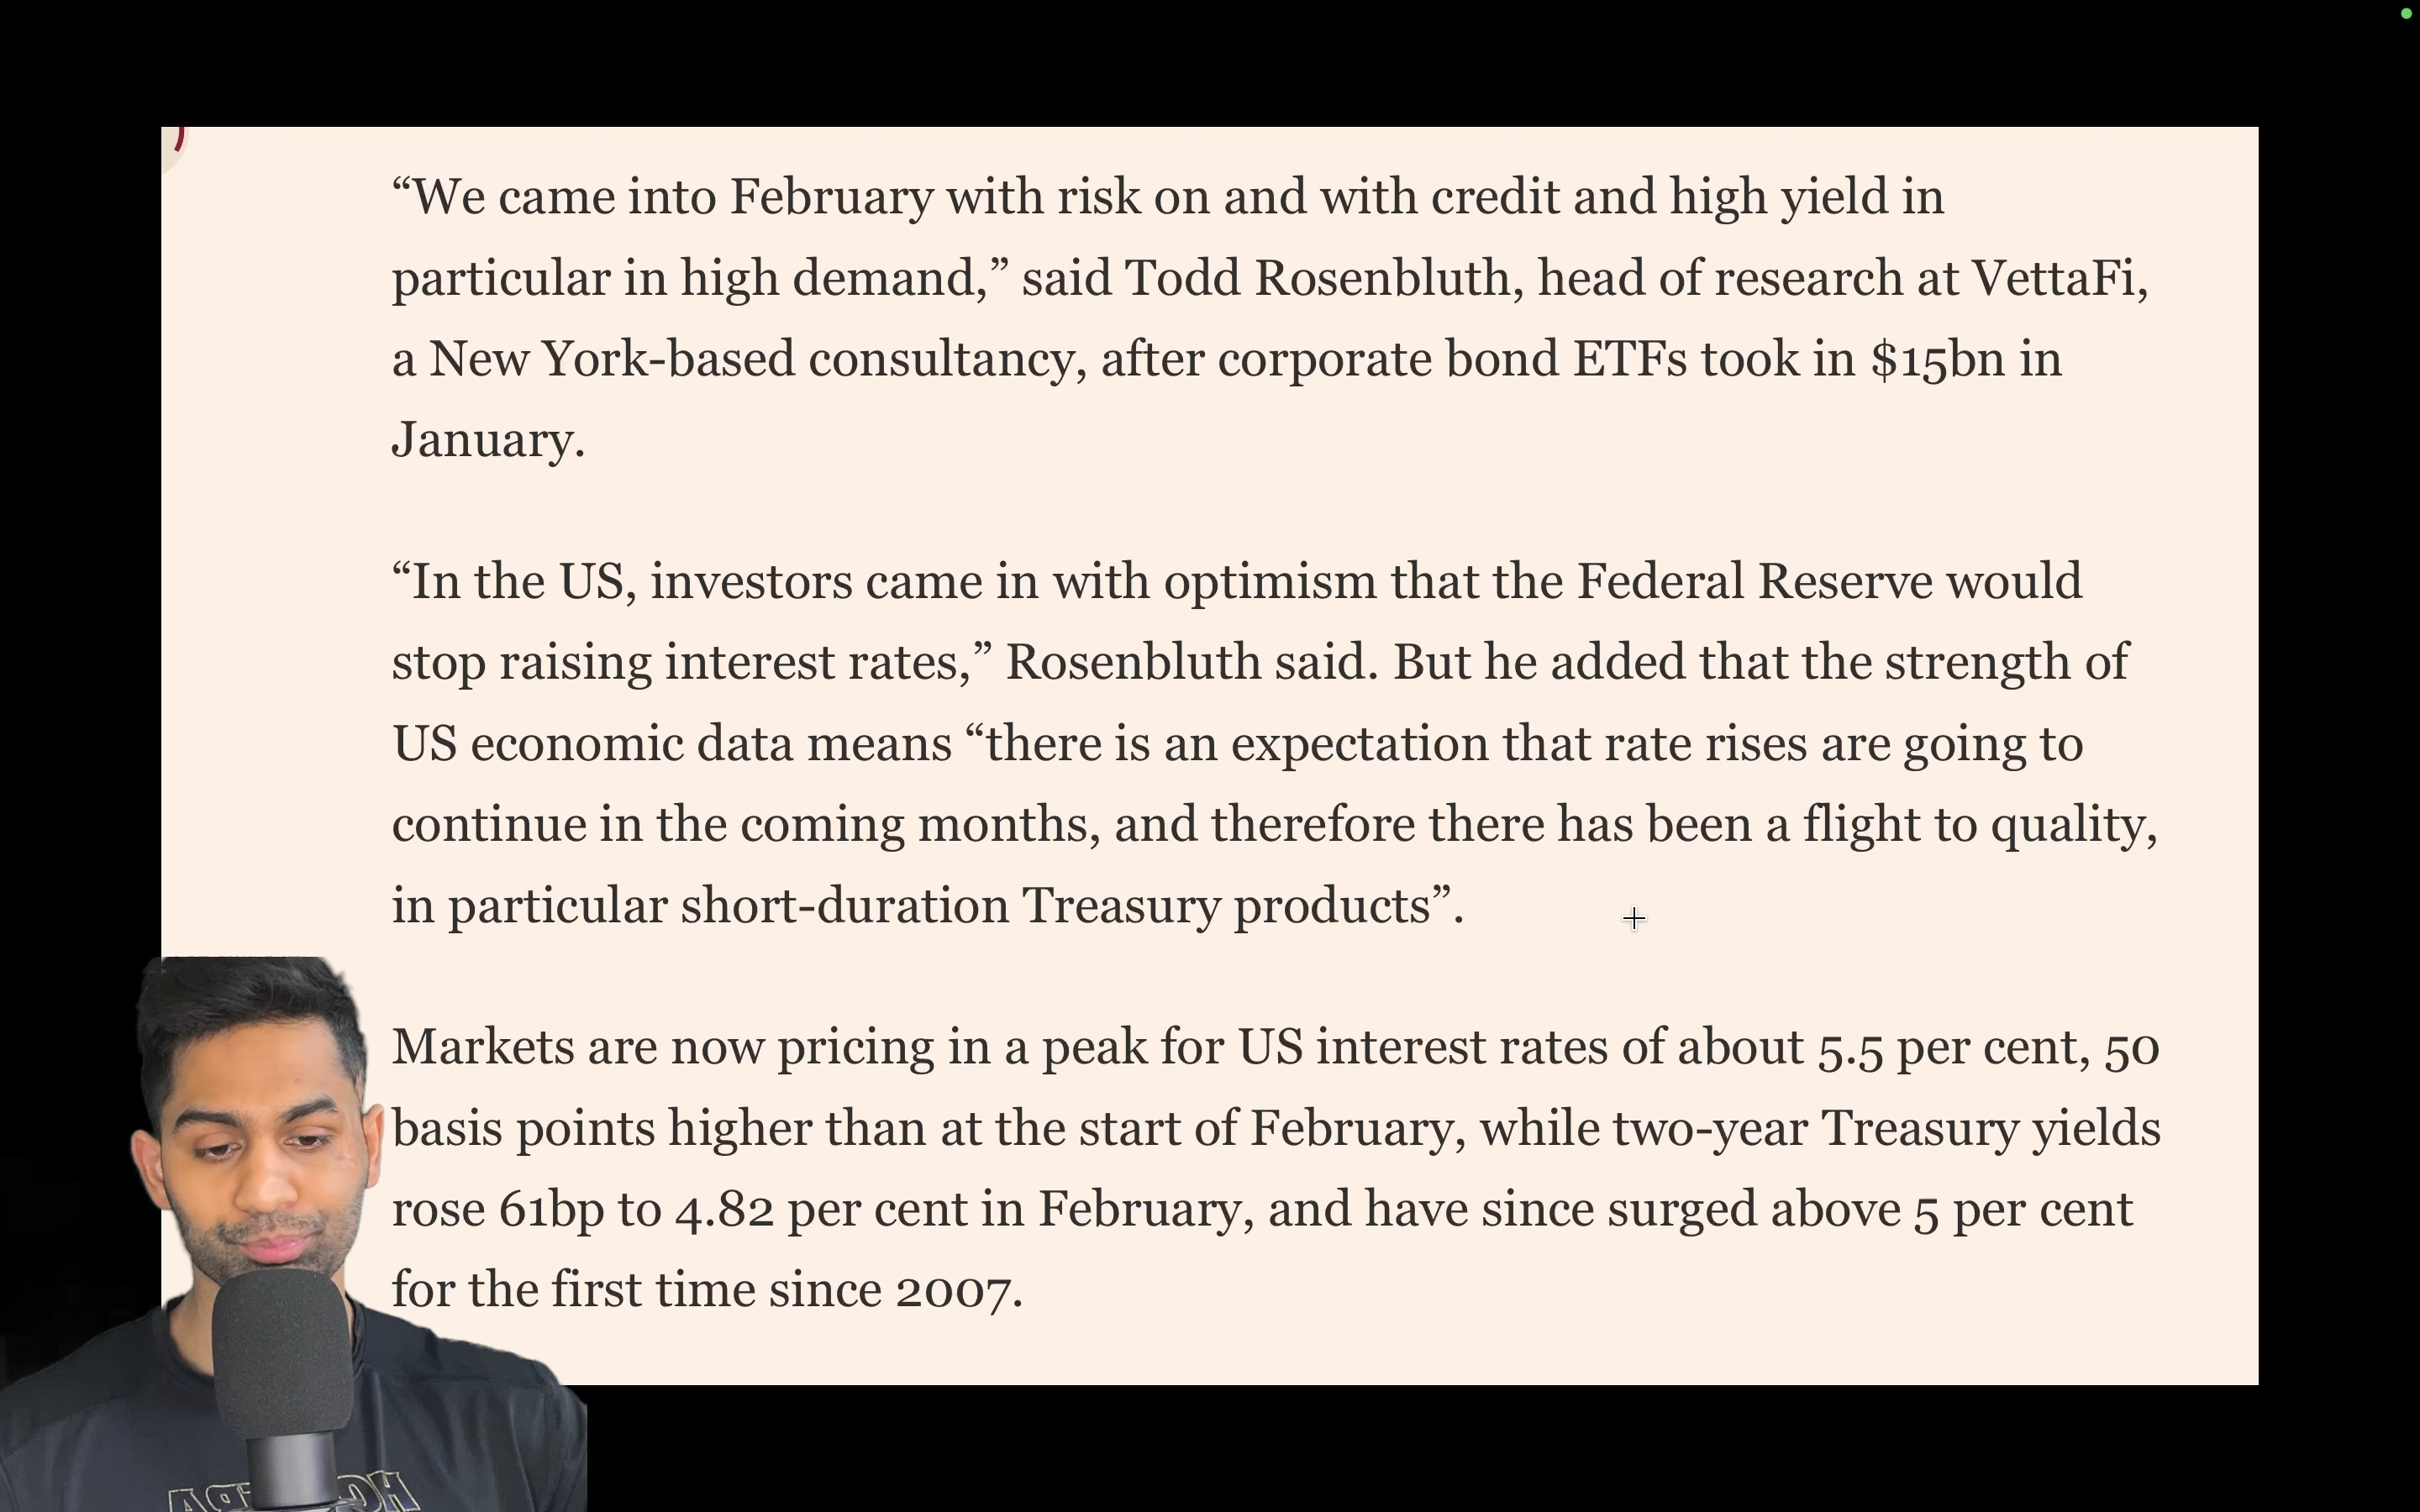 “We came into February with risk on and with credit and high yield in
particular in high demand,” said Todd Rosenbluth, head of research at VettaFi,
a New York-based consultancy, after corporate bond ETFs took in $15bn in
January.
“In the US, investors came in with optimism that the Federal Reserve would
stop raising interest rates,” Rosenbluth said. But he added that the strength of
US economic data means “there is an expectation that rate rises are going to
continue in the coming months, and therefore there has been a flight to quality,
in particular short-duration Treasury products”.
Markets are now pricing in a peak for US interest rates of about 5.5 per cent, 50
basis points higher than at the start of February, while two-year Treasury yields
rose 61bp to 4.82 per cent in February, and have since surged above 5 per cent
for the first time since 2007.